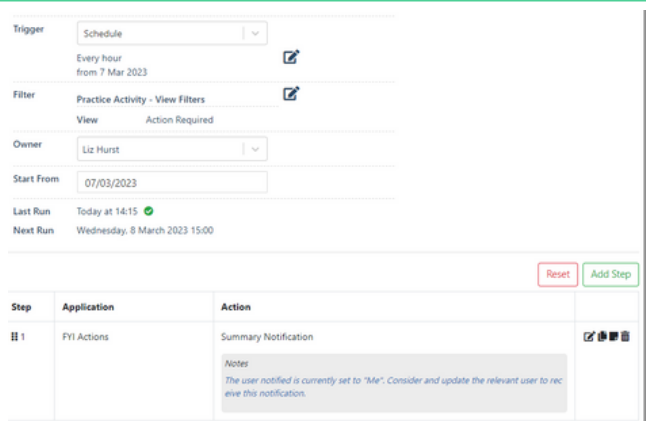 Trigger Schedule
Every hour
from 7 Mar 2023
Filter Practice Activity - View Filters
View Action Required
Owner Liz Hurst
Start From 07/03/2023
Last Run Today at 14:15
Next Run Wednesday, 8 March 2023 15:00
Reset Add Step
Step Application Action
1 FYI Actions Summary Notification
Notes
The user notified is currently set to "Me". Consider and update the relevant user to rec
eive this notification.